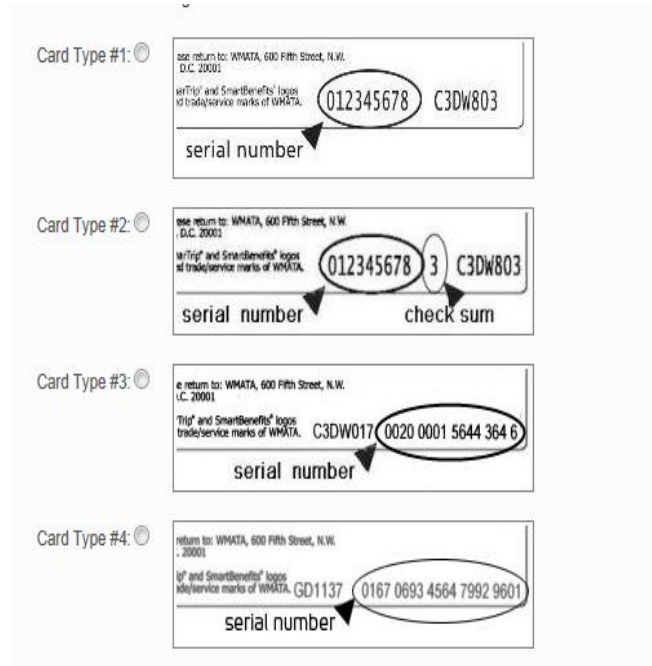 Card Type #1:
ase return to: WMATA, 600 Fifth Street, N.W.
D.C. 20001
arTrip® and SmartBenefits® logos
d trade/service marks of WMATA. 012345678 C3DW803
serial number
Card Type #2:
ase return to: WMATA, 600 Fifth Street, N.W.
D.C. 20001
arTrip® and SmartBenefits® logos
d trade/service marks of WMATA. 012345678 3 C3DW803
serial number check sum
Card Type #3:
e return to: WMATA, 600 Fifth Street, N.W.
.C. 20001
Trip® and SmartBenefits® logos
trade/service marks of WMATA. C3DW017 0020 0001 5644 364 6
serial number
Card Type #4:
return to: WMATA, 600 Fifth Street, N.W.
. 20001
ip® and SmartBenefits® logos
de/service marks of WMATA. GD1137 0167 0693 4564 7992 9601
serial number